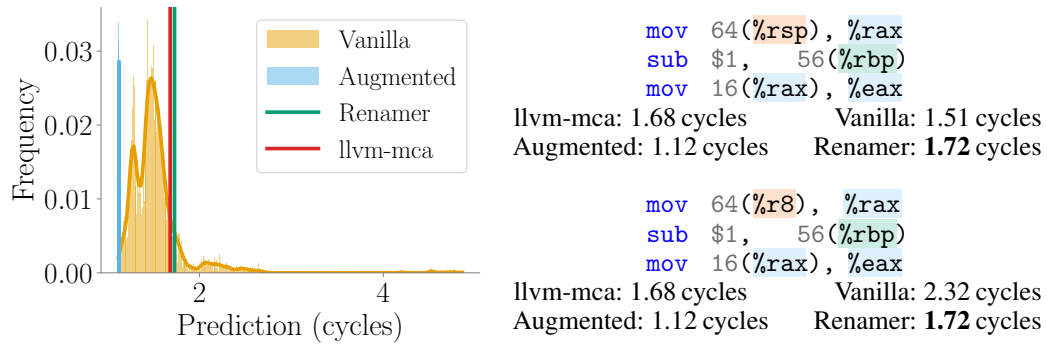 Frequency
0.03
0.02
0.01
0.00
2
4
Prediction (cycles)
Vanilla
Augmented
Renamer
llvm-mca
mov 64(%rsp), %rax
sub $1, 56(%rbp)
mov 16(%rax), %eax
llvm-mca: 1.68 cycles Vanilla: 1.51 cycles
Augmented: 1.12 cycles Renamer: 1.72 cycles
mov 64(%r8), %rax
sub $1, 56(%rbp)
mov 16(%rax), %eax
llvm-mca: 1.68 cycles Vanilla: 2.32 cycles
Augmented: 1.12 cycles Renamer: 1.72 cycles